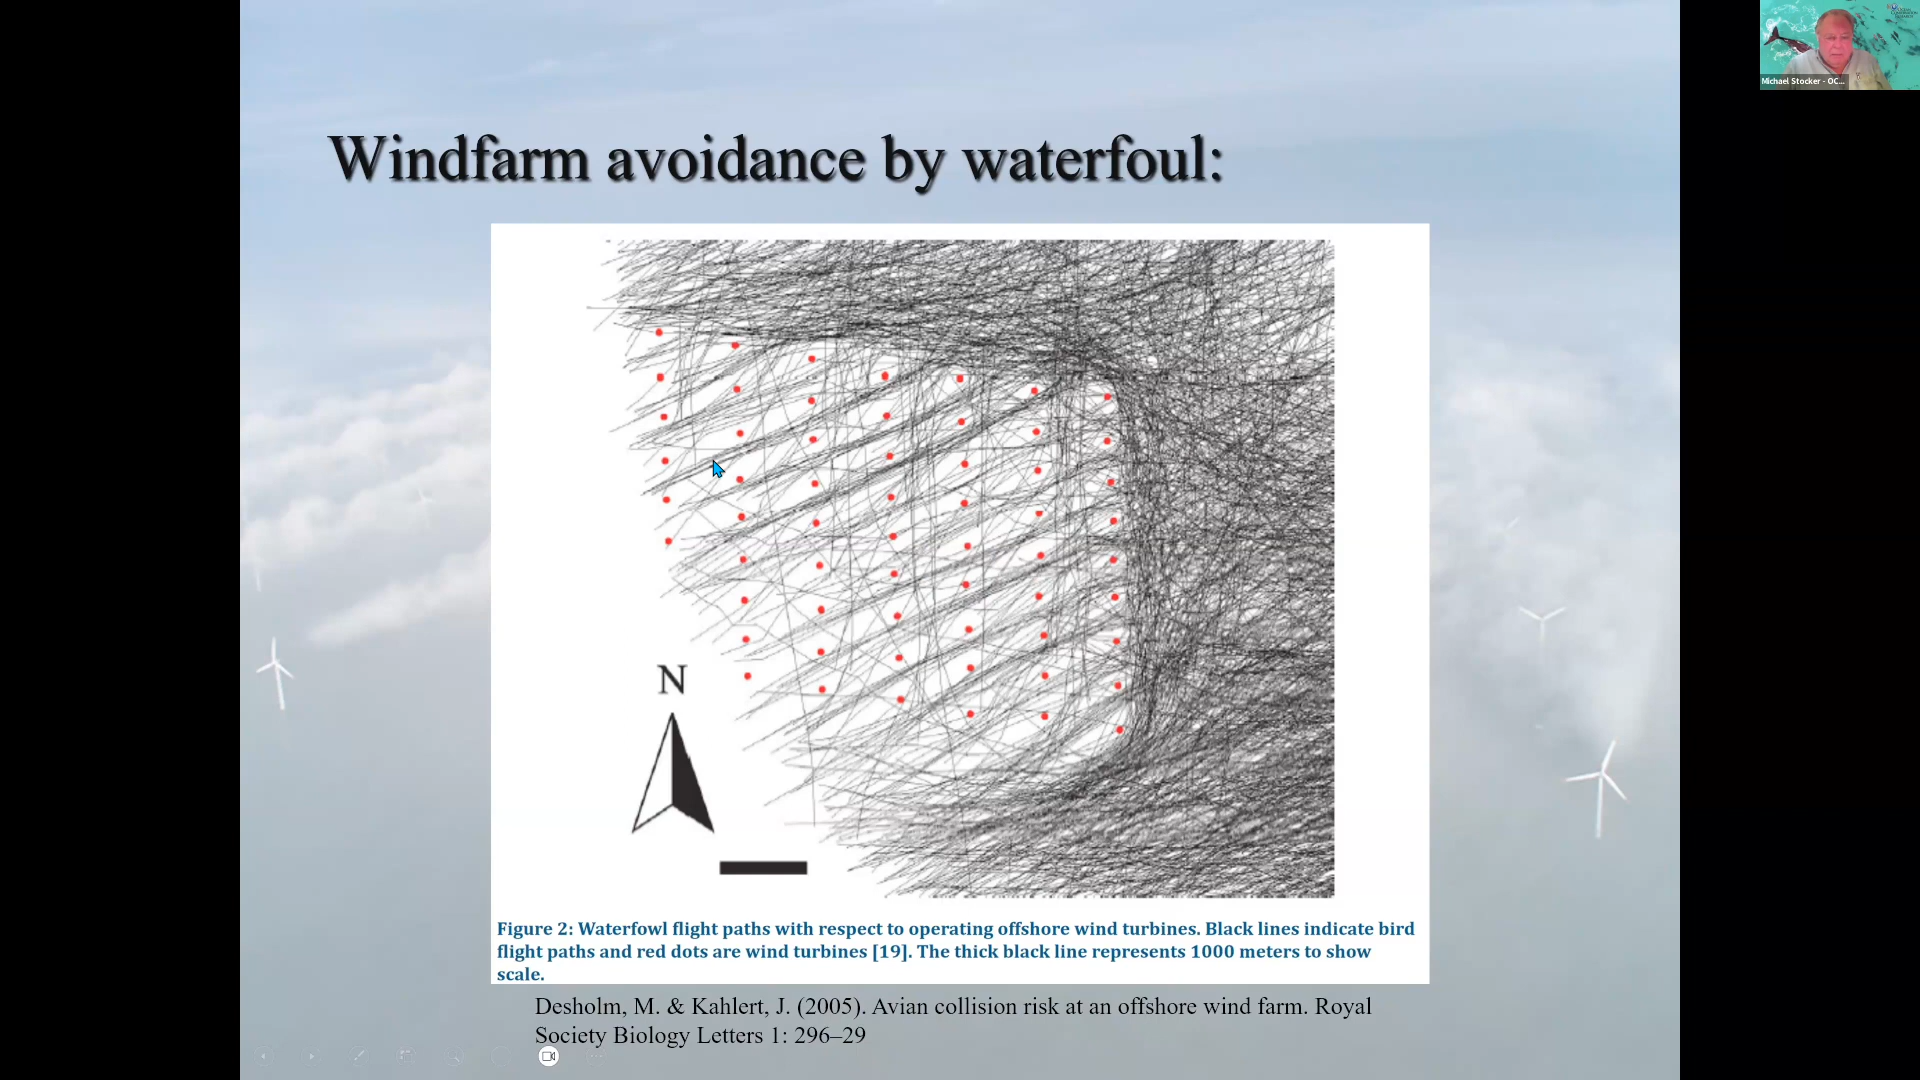 Windfarm avoidance by waterfoul:
Michael Stocker - OC...
N
Figure 2: Waterfowl flight paths with respect to operating offshore wind turbines. Black lines indicate bird
flight paths and red dots are wind turbines [19]. The thick black line represents 1000 meters to show
scale.
Desholm, M. & Kahlert, J. (2005). Avian collision risk at an offshore wind farm. Royal
Society Biology Letters 1: 296–29